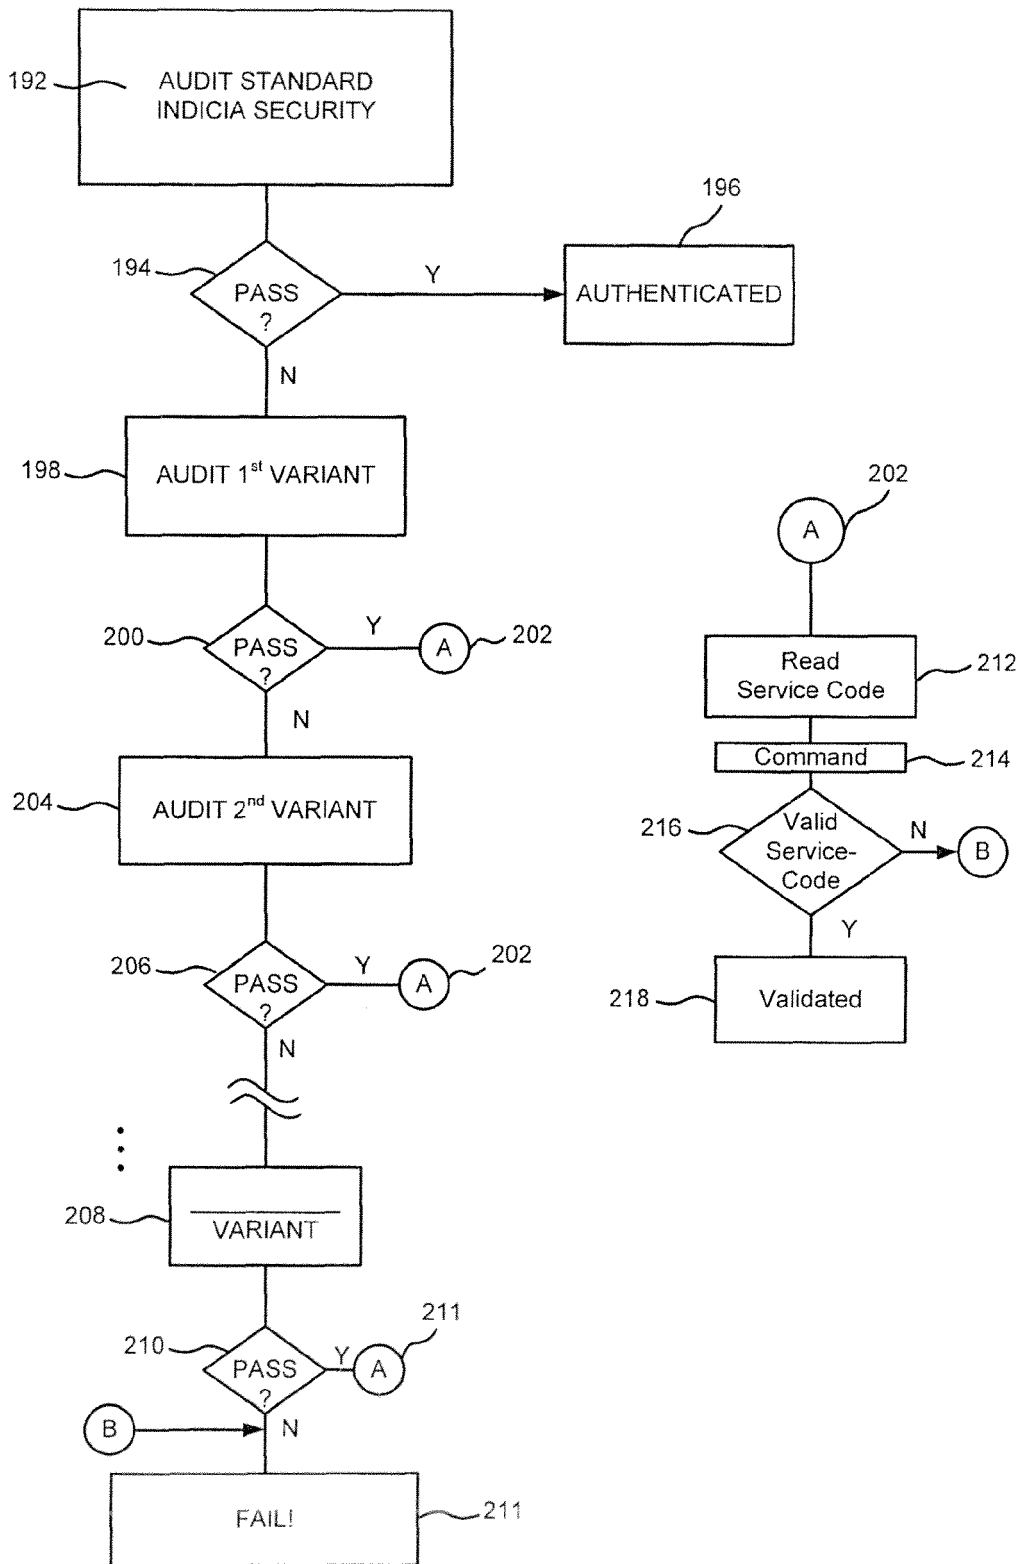 192
AUDIT STANDARD
INDICIA SECURITY
196
194
PASS
?
Y
AUTHENTICATED
N
198
AUDIT 1st VARIANT
200
PASS
?
Y
A
202
N
204
AUDIT 2nd VARIANT
206
PASS
?
Y
A
202
N
208
VARIANT
210
PASS
?
Y
A
211
B
N
FAIL!
211
202
A
Read
Service Code
212
Command
214
216
Valid
Service-
Code
N
B
Y
218
Validated